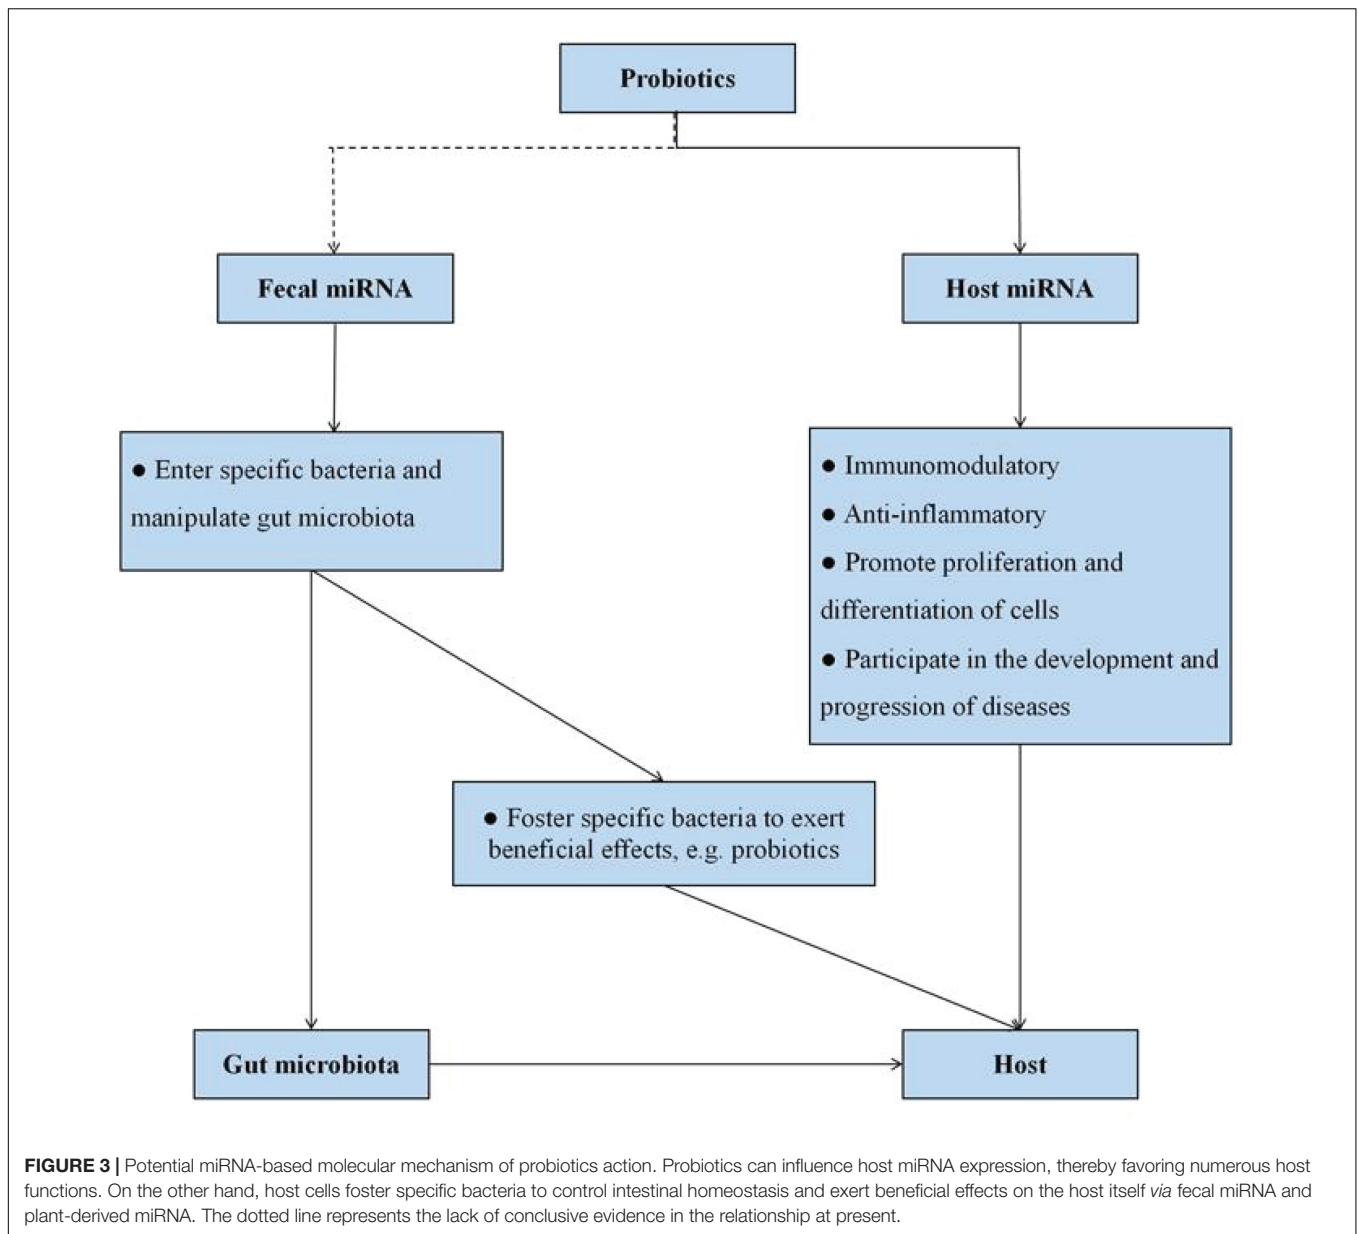 Probiotics
Fecal miRNA
Host miRNA
● Enter specific bacteria and
manipulate gut microbiota
● Immunomodulatory
● Anti-inflammatory
● Promote proliferation and
differentiation of cells
● Participate in the development and
progression of diseases
● Foster specific bacteria to exert
beneficial effects, e.g. probiotics
Gut microbiota
Host
FIGURE 3 | Potential miRNA-based molecular mechanism of probiotics action. Probiotics can influence host miRNA expression, thereby favoring numerous host
functions. On the other hand, host cells foster specific bacteria to control intestinal homeostasis and exert beneficial effects on the host itself via fecal miRNA and
plant-derived miRNA. The dotted line represents the lack of conclusive evidence in the relationship at present.